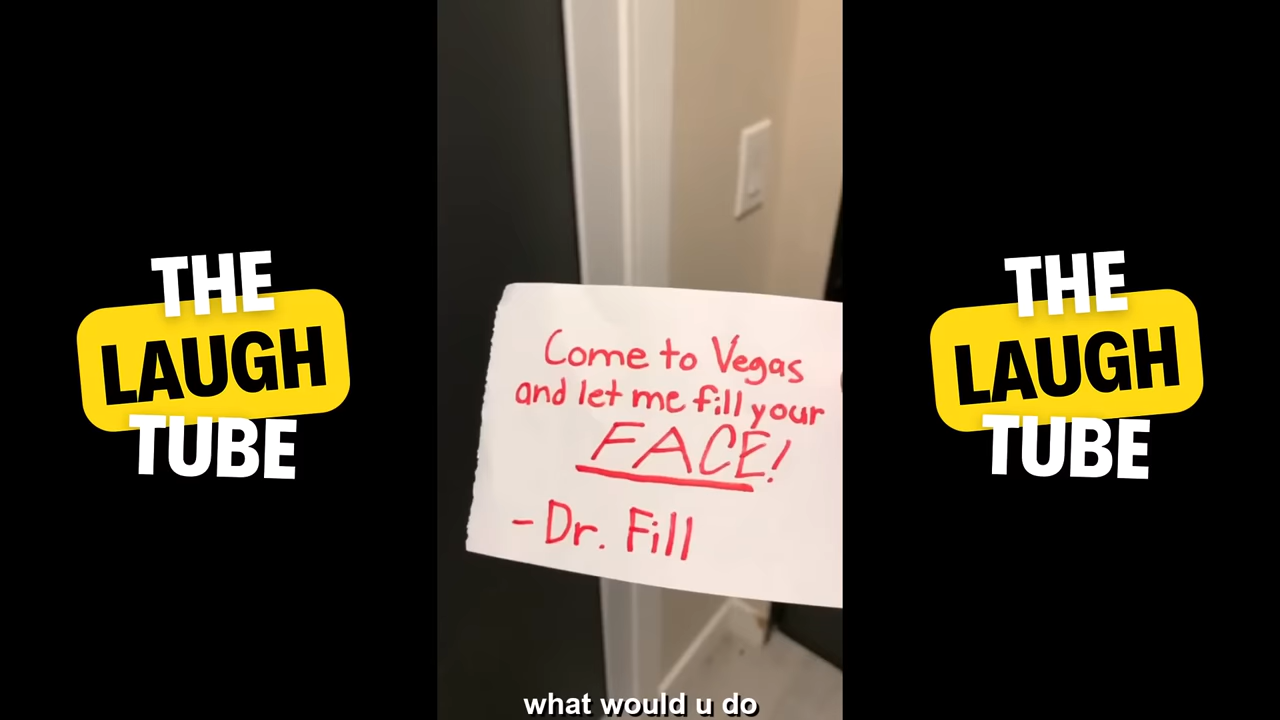 THE
LAUGH
TUBE
Come to Vegas
and let me fill your
FACE!
- Dr. Fill
what would u do
THE
LAUGH
TUBE